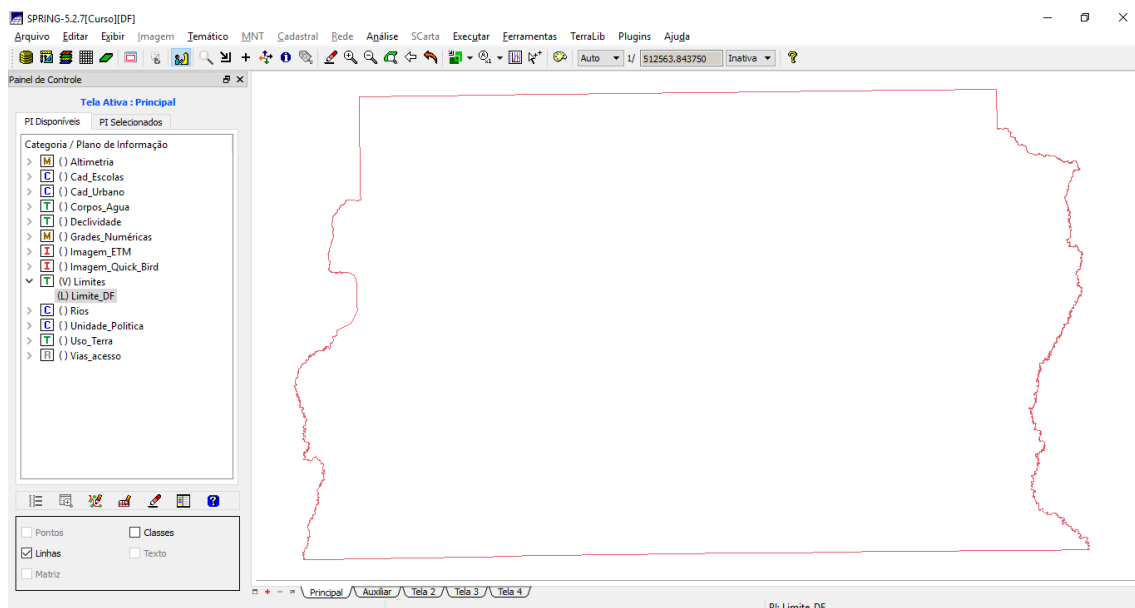 SPRING-5.2.7[Curso][DF]
Arquivo Editar Exibir Imagem Temático MNT Cadastral Rede Análise SCarta Executar Ferramentas TerraLib Plugins Ajuda
Auto 1/ 512563.843750 Inativa
Painel de Controle
Tela Ativa : Principal
PI Disponíveis PI Selecionados
Categoria / Plano de Informação
M () Altimetria
C () Cad_Escolas
C () Cad_Urbano
T () Corpos_Agua
T () Declividade
M () Grades_Numéricas
I () Imagem_ETM
I () Imagem_Quick_Bird
T (V) Limites
(L) Limite_DF
C () Rios
C () Unidade_Politica
T () Uso_Terra
R () Vias_acesso
Pontos Classes
Linhas Texto
Matriz
Principal Auxiliar Tela 2 Tela 3 Tela 4
PI: Limite_DF